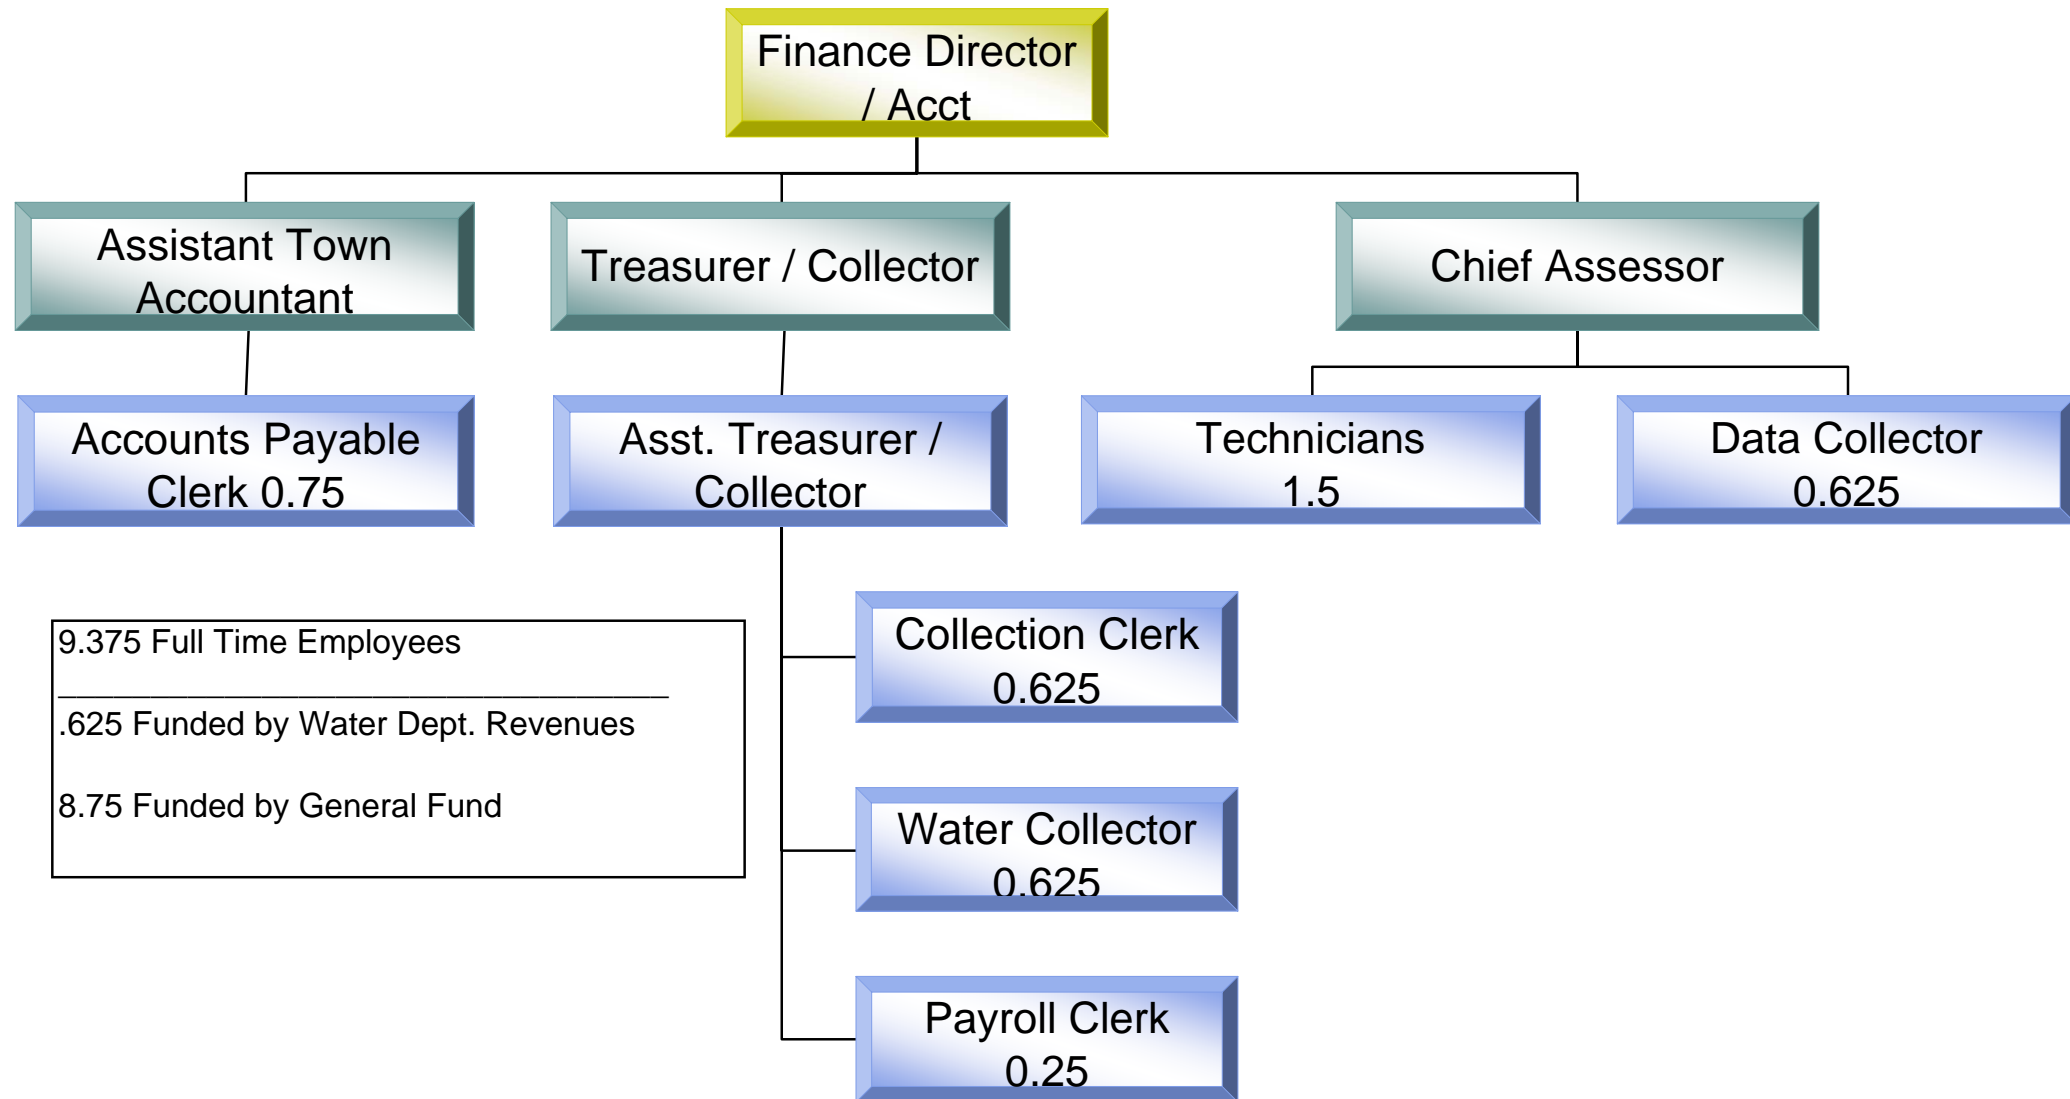 Finance Director
/ Acct
Assistant Town
Accountant
Treasurer / Collector
Chief Assessor
Accounts Payable
Clerk 0.75
Asst. Treasurer /
Collector
Technicians
1.5
Data Collector
0.625
9.375 Full Time Employees
.625 Funded by Water Dept. Revenues
8.75 Funded by General Fund
Collection Clerk
0.625
Water Collector
0.625
Payroll Clerk
0.25